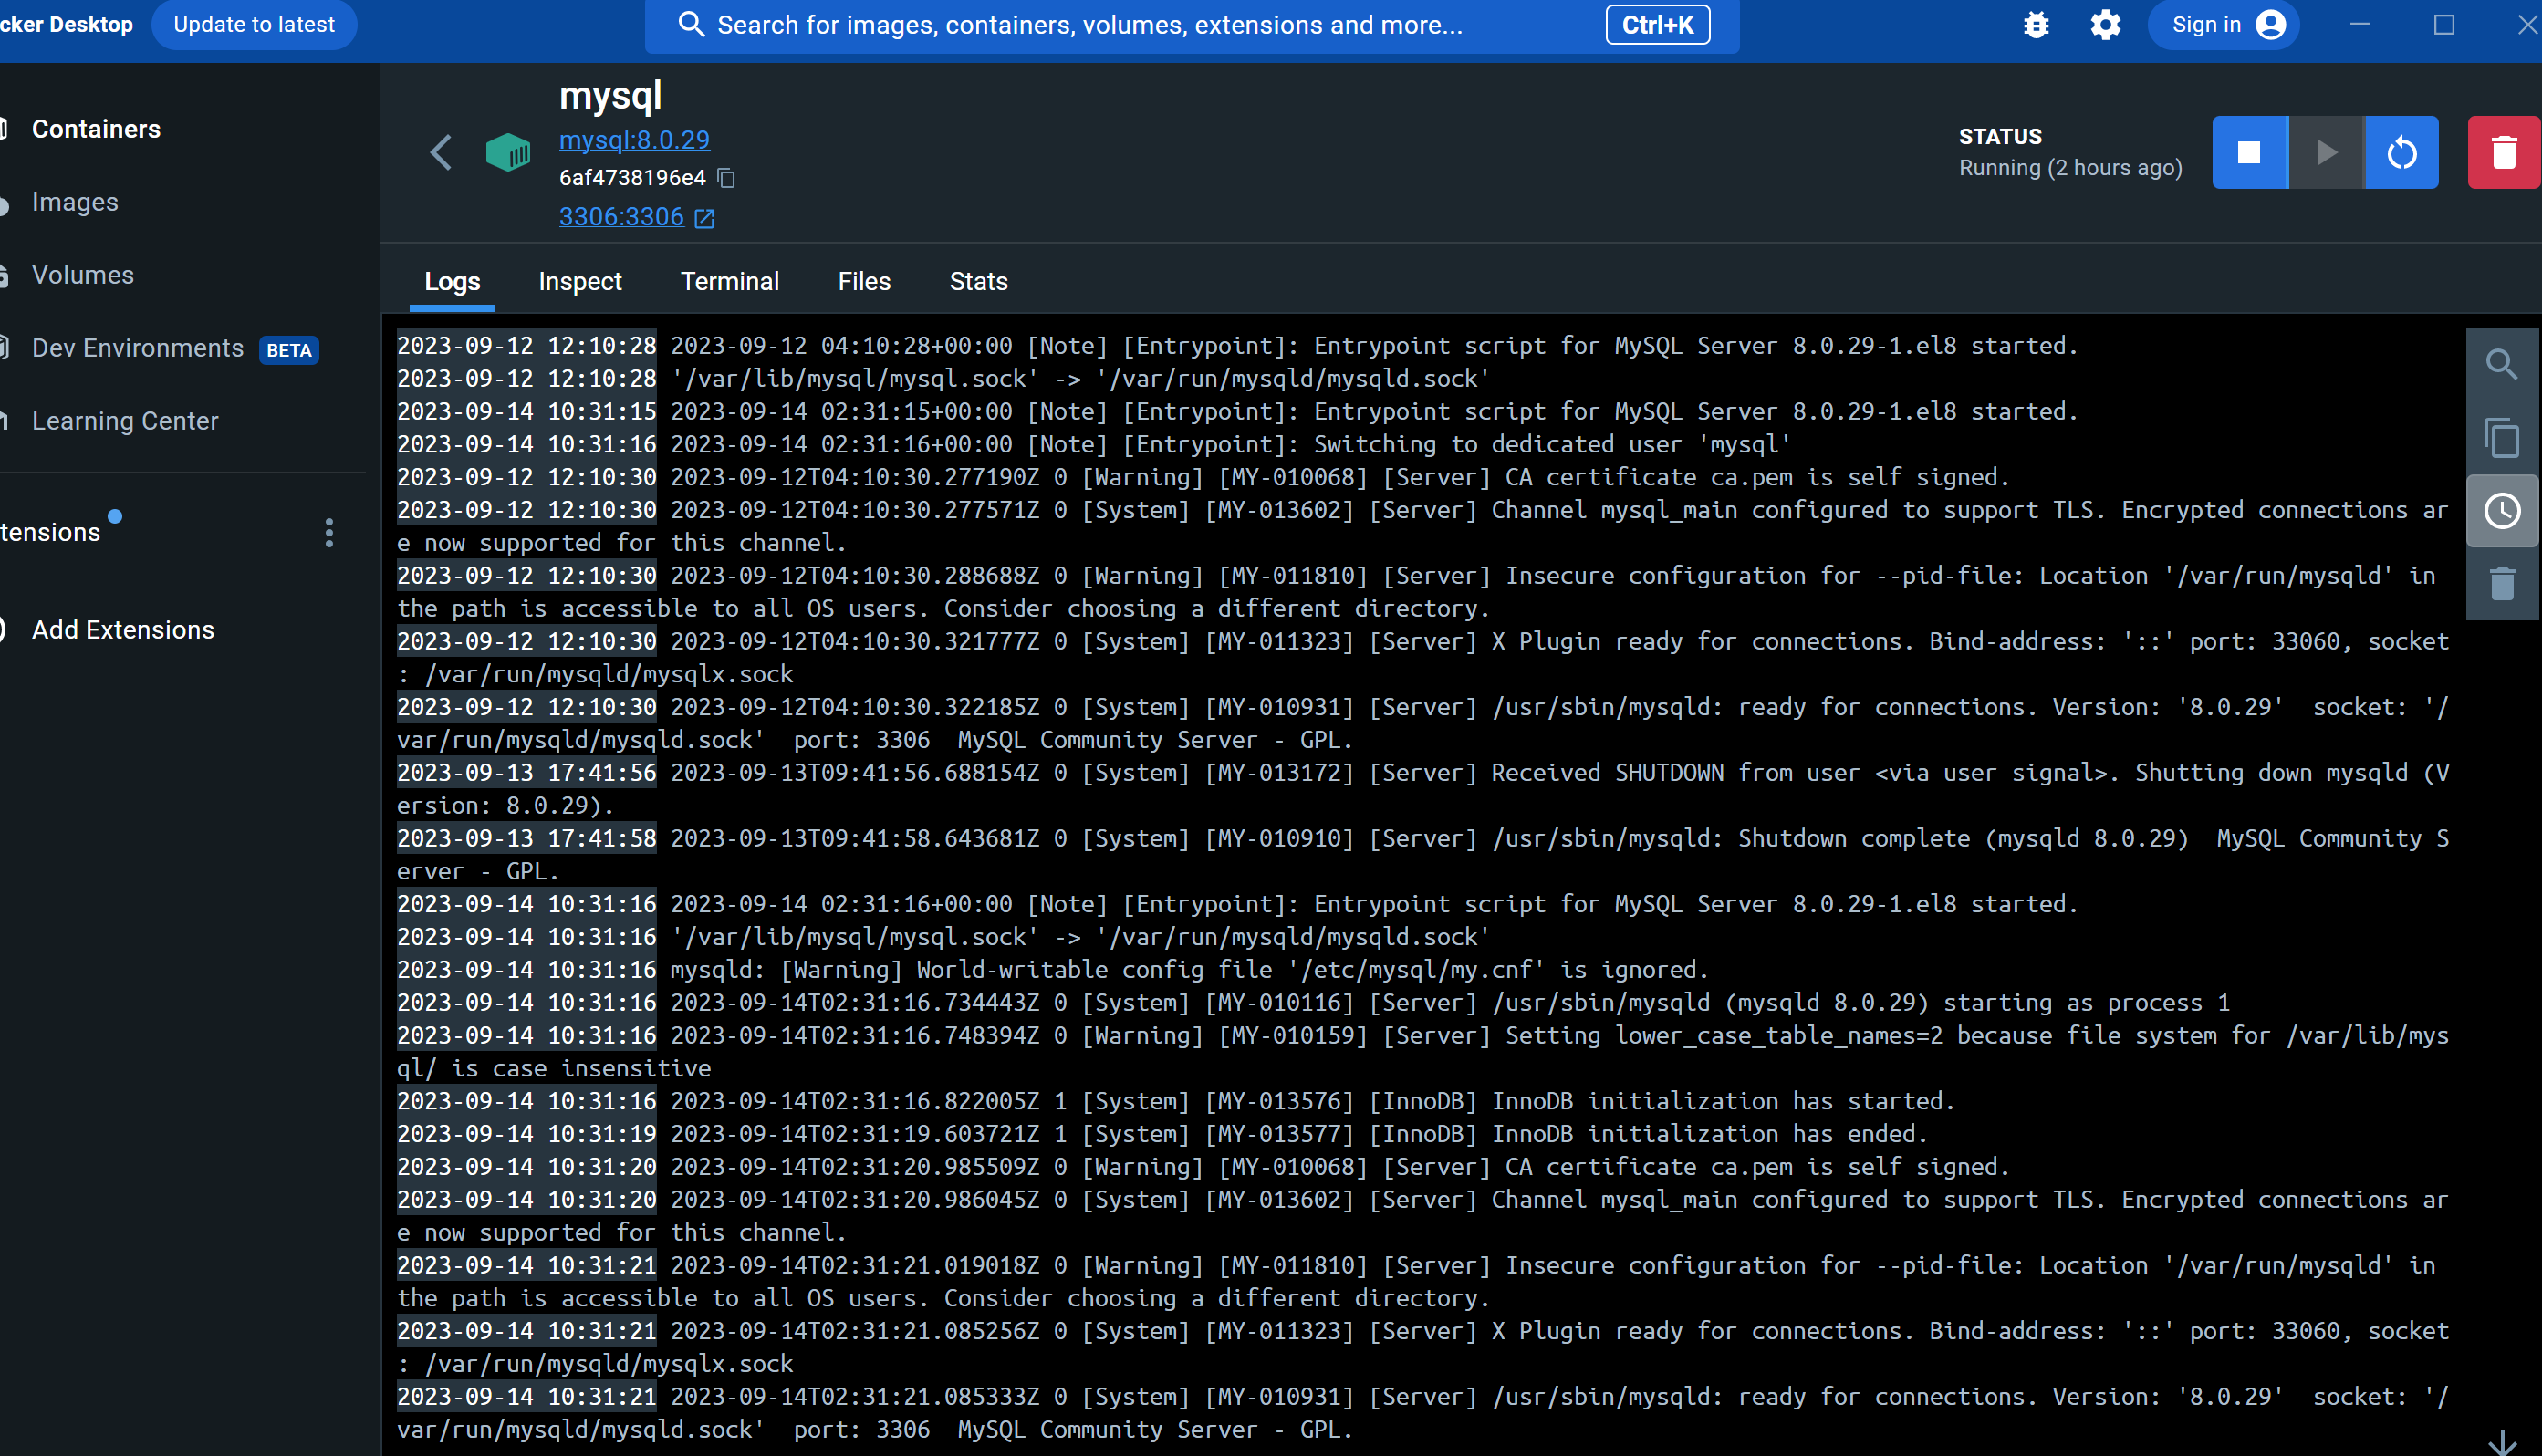 cker Desktop
Update to latest
Search for images, containers, volumes, extensions and more...
Ctrl+K
Sign in
Containers
Images
Volumes
Dev Environments BETA
Learning Center
tensions
Add Extensions
mysql
mysql:8.0.29
6af4738196e4
3306:3306
STATUS
Running (2 hours ago)
Logs Inspect Terminal Files Stats
2023-09-12 12:10:28 2023-09-12 04:10:28+00:00 [Note] [Entrypoint]: Entrypoint script for MySQL Server 8.0.29-1.el8 started.
2023-09-12 12:10:28 '/var/lib/mysql/mysql.sock' -> '/var/run/mysqld/mysqld.sock'
2023-09-14 10:31:15 2023-09-14 02:31:15+00:00 [Note] [Entrypoint]: Entrypoint script for MySQL Server 8.0.29-1.el8 started.
2023-09-14 10:31:16 2023-09-14 02:31:16+00:00 [Note] [Entrypoint]: Switching to dedicated user 'mysql'
2023-09-12 12:10:30 2023-09-12T04:10:30.277190Z 0 [Warning] [MY-010068] [Server] CA certificate ca.pem is self signed.
2023-09-12 12:10:30 2023-09-12T04:10:30.277571Z 0 [System] [MY-013602] [Server] Channel mysql_main configured to support TLS. Encrypted connections ar
e now supported for this channel.
2023-09-12 12:10:30 2023-09-12T04:10:30.288688Z 0 [Warning] [MY-011810] [Server] Insecure configuration for --pid-file: Location '/var/run/mysqld' in
the path is accessible to all OS users. Consider choosing a different directory.
2023-09-12 12:10:30 2023-09-12T04:10:30.321777Z 0 [System] [MY-011323] [Server] X Plugin ready for connections. Bind-address: '::' port: 33060, socket
: /var/run/mysqld/mysqlx.sock
2023-09-12 12:10:30 2023-09-12T04:10:30.322185Z 0 [System] [MY-010931] [Server] /usr/sbin/mysqld: ready for connections. Version: '8.0.29'  socket: '/
var/run/mysqld/mysqld.sock'  port: 3306  MySQL Community Server - GPL.
2023-09-13 17:41:56 2023-09-13T09:41:56.688154Z 0 [System] [MY-013172] [Server] Received SHUTDOWN from user <via user signal>. Shutting down mysqld (V
ersion: 8.0.29).
2023-09-13 17:41:58 2023-09-13T09:41:58.643681Z 0 [System] [MY-010910] [Server] /usr/sbin/mysqld: Shutdown complete (mysqld 8.0.29)  MySQL Community S
erver - GPL.
2023-09-14 10:31:16 2023-09-14 02:31:16+00:00 [Note] [Entrypoint]: Entrypoint script for MySQL Server 8.0.29-1.el8 started.
2023-09-14 10:31:16 '/var/lib/mysql/mysql.sock' -> '/var/run/mysqld/mysqld.sock'
2023-09-14 10:31:16 mysqld: [Warning] World-writable config file '/etc/mysql/my.cnf' is ignored.
2023-09-14 10:31:16 2023-09-14T02:31:16.734443Z 0 [System] [MY-010116] [Server] /usr/sbin/mysqld (mysqld 8.0.29) starting as process 1
2023-09-14 10:31:16 2023-09-14T02:31:16.748394Z 0 [Warning] [MY-010159] [Server] Setting lower_case_table_names=2 because file system for /var/lib/mys
ql/ is case insensitive
2023-09-14 10:31:16 2023-09-14T02:31:16.822005Z 1 [System] [MY-013576] [InnoDB] InnoDB initialization has started.
2023-09-14 10:31:19 2023-09-14T02:31:19.603721Z 1 [System] [MY-013577] [InnoDB] InnoDB initialization has ended.
2023-09-14 10:31:20 2023-09-14T02:31:20.985509Z 0 [Warning] [MY-010068] [Server] CA certificate ca.pem is self signed.
2023-09-14 10:31:20 2023-09-14T02:31:20.986045Z 0 [System] [MY-013602] [Server] Channel mysql_main configured to support TLS. Encrypted connections ar
e now supported for this channel.
2023-09-14 10:31:21 2023-09-14T02:31:21.019018Z 0 [Warning] [MY-011810] [Server] Insecure configuration for --pid-file: Location '/var/run/mysqld' in
the path is accessible to all OS users. Consider choosing a different directory.
2023-09-14 10:31:21 2023-09-14T02:31:21.085256Z 0 [System] [MY-011323] [Server] X Plugin ready for connections. Bind-address: '::' port: 33060, socket
: /var/run/mysqld/mysqlx.sock
2023-09-14 10:31:21 2023-09-14T02:31:21.085333Z 0 [System] [MY-010931] [Server] /usr/sbin/mysqld: ready for connections. Version: '8.0.29'  socket: '/
var/run/mysqld/mysqld.sock'  port: 3306  MySQL Community Server - GPL.